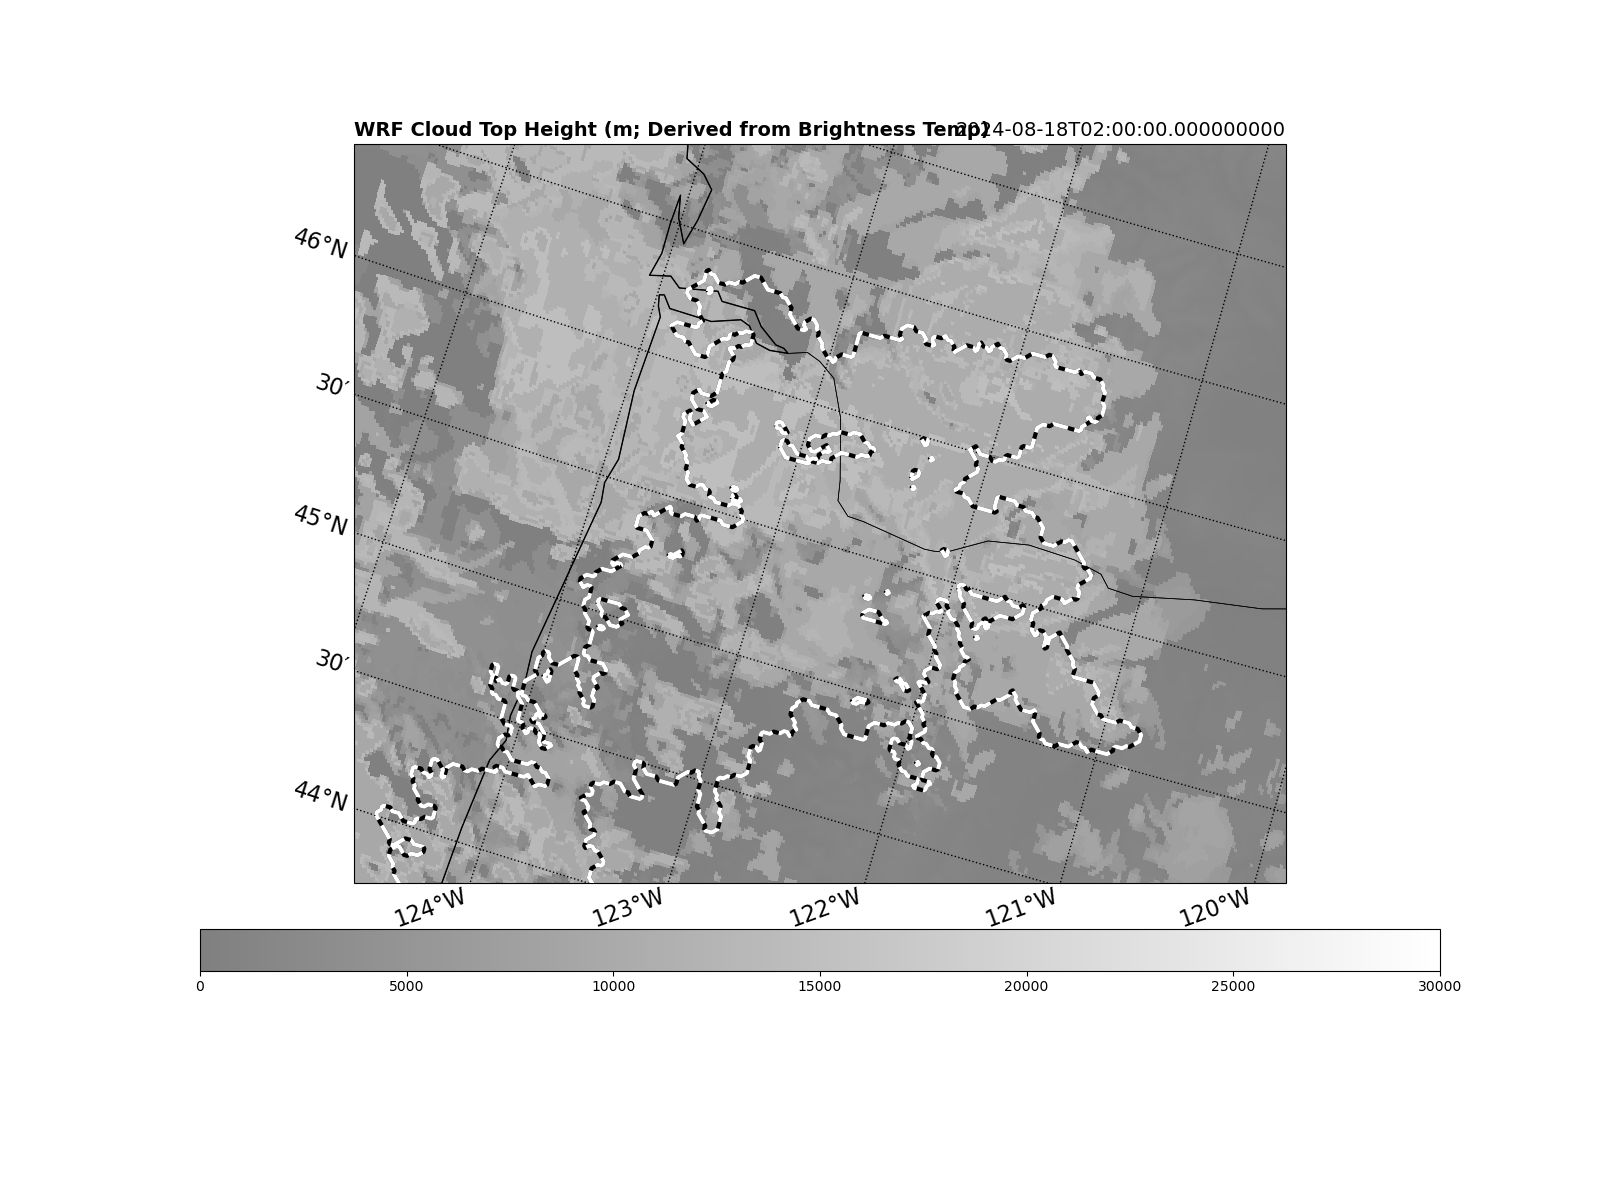 WRF Cloud Top Height (m; Derived from Brightness Temp) 2024-08-18T02:00:00.000000000
46°N
30′
45°N
30′
44°N
124°W 123°W 122°W 121°W 120°W
0 5000 10000 15000 20000 25000 30000